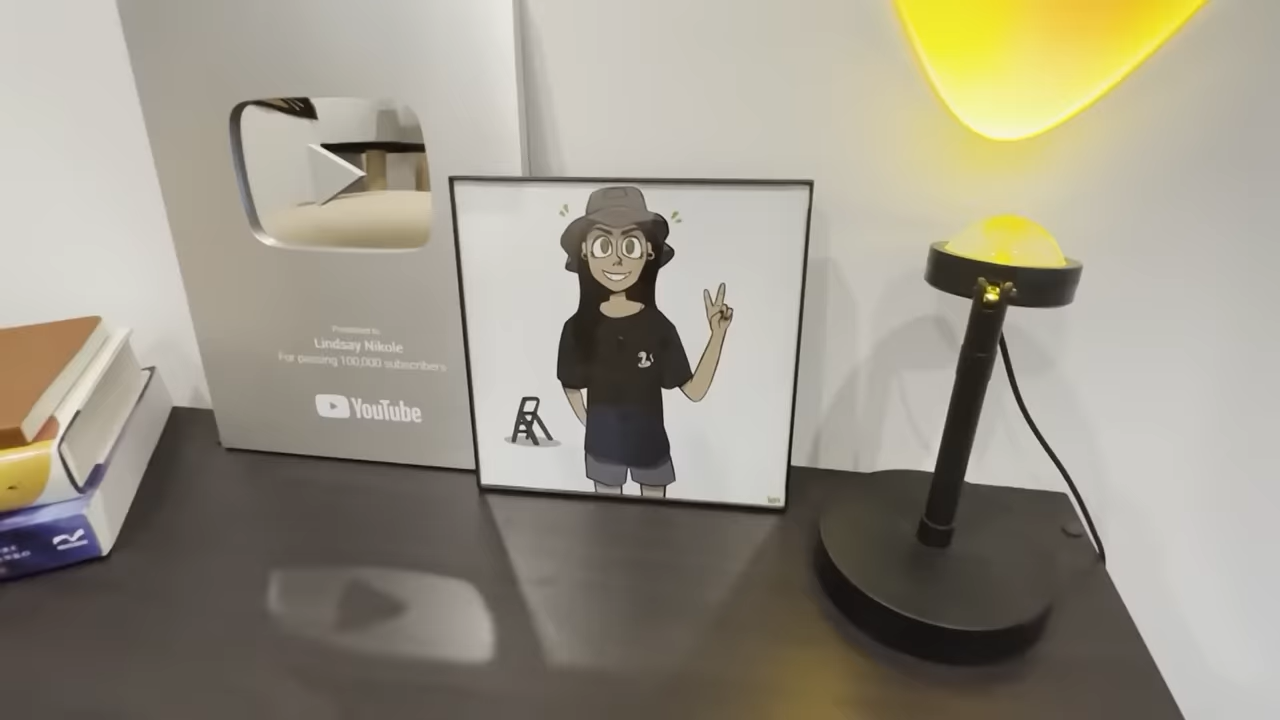 Presented to
Lindsay Nikole
For passing 100,000 subscribers
YouTube